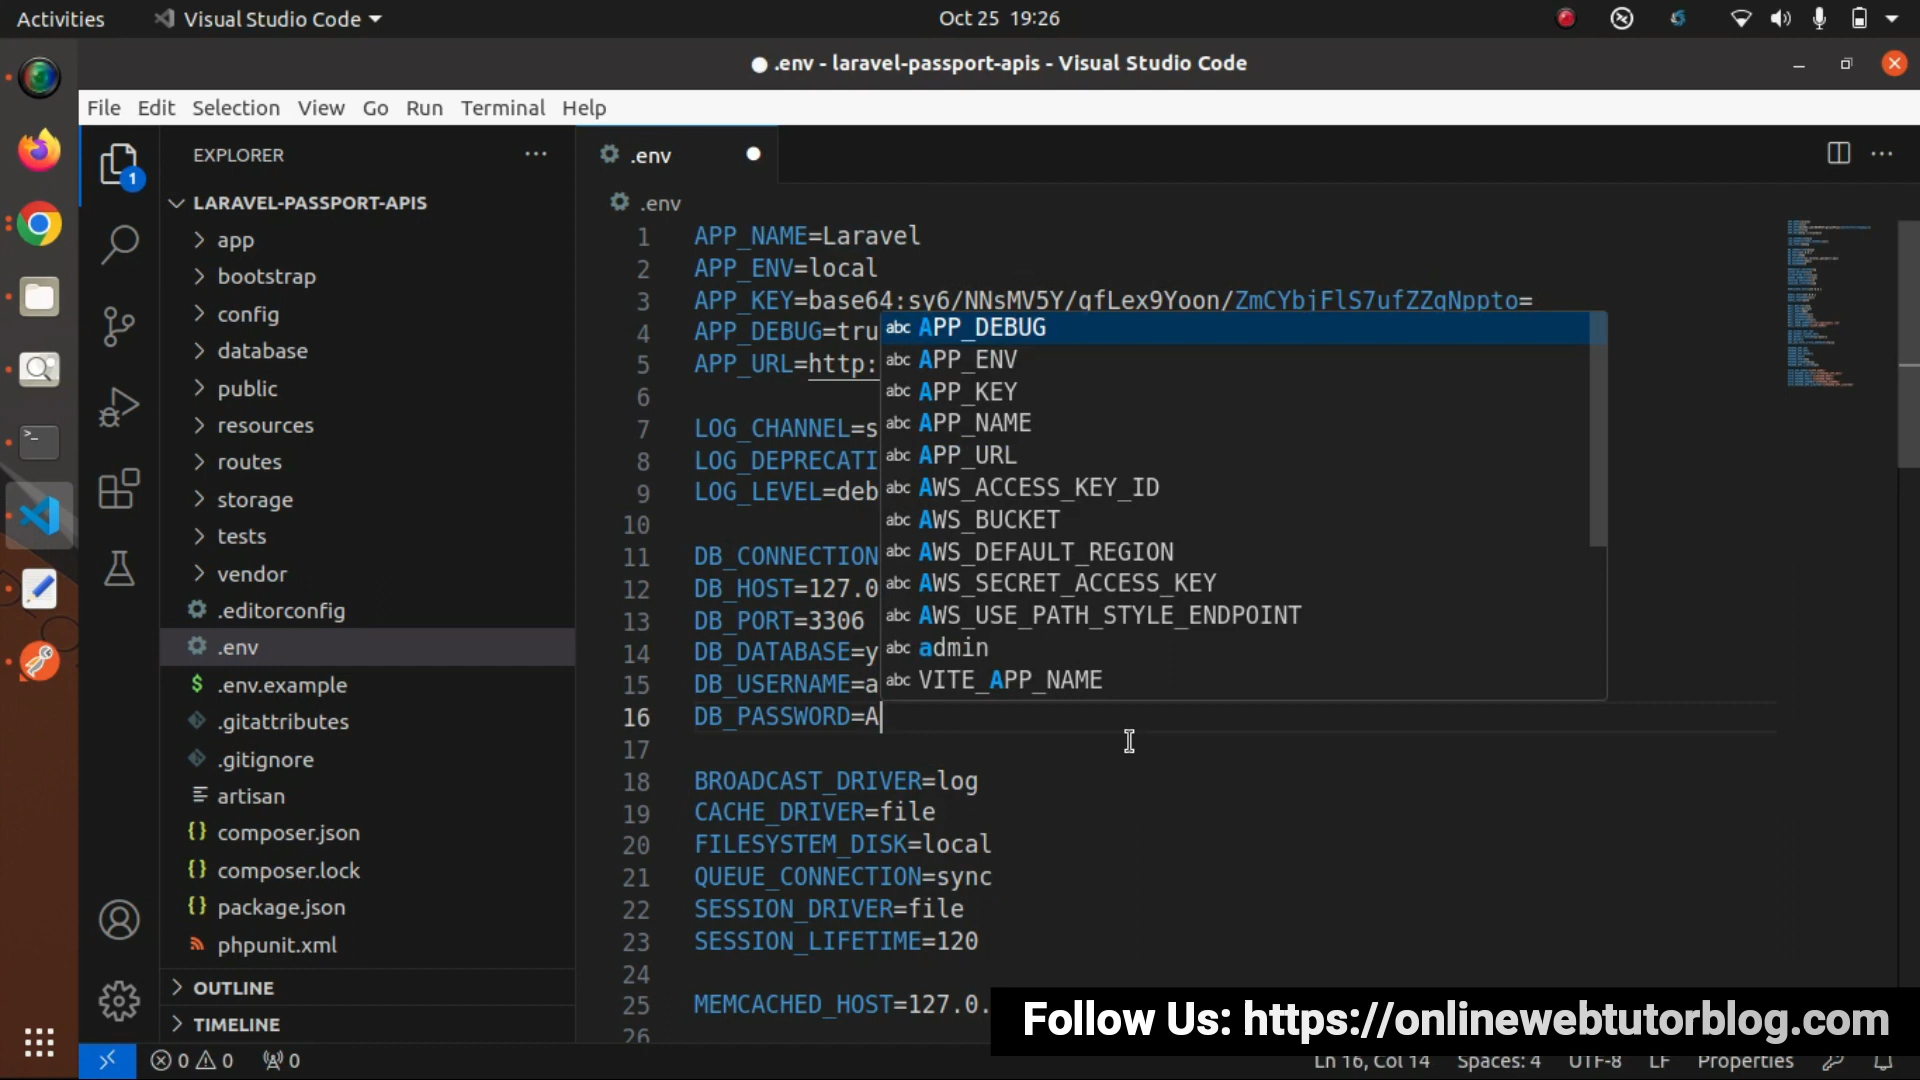 Activities
Visual Studio Code
Oct 25 19:26
.env - laravel-passport-apis - Visual Studio Code
File Edit Selection View Go Run Terminal Help
EXPLORER
1
LARAVEL-PASSPORT-APIS
app
bootstrap
config
database
public
resources
routes
storage
tests
vendor
.editorconfig
.env
.env.example
.gitattributes
.gitignore
artisan
composer.json
composer.lock
package.json
phpunit.xml
OUTLINE
TIMELINE
.env
.env
1 APP_NAME=Laravel
2 APP_ENV=local
3 APP_KEY=base64:sy6/NNsMV5Y/qfLex9Yoon/ZmCYbjFlS7ufZZqNppto=
4 APP_DEBUG=tru
5 APP_URL=http:
6
7 LOG_CHANNEL=s
8 LOG_DEPRECATI
9 LOG_LEVEL=deb
10
11 DB_CONNECTION
12 DB_HOST=127.0
13 DB_PORT=3306
14 DB_DATABASE=y
15 DB_USERNAME=a
16 DB_PASSWORD=A
17
18 BROADCAST_DRIVER=log
19 CACHE_DRIVER=file
20 FILESYSTEM_DISK=local
21 QUEUE_CONNECTION=sync
22 SESSION_DRIVER=file
23 SESSION_LIFETIME=120
24
25 MEMCACHED_HOST=127.0.
26
abc APP_DEBUG
abc APP_ENV
abc APP_KEY
abc APP_NAME
abc APP_URL
abc AWS_ACCESS_KEY_ID
abc AWS_BUCKET
abc AWS_DEFAULT_REGION
abc AWS_SECRET_ACCESS_KEY
abc AWS_USE_PATH_STYLE_ENDPOINT
abc admin
abc VITE_APP_NAME
Follow Us: https://onlinewebtutorblog.com
0 0 0
Ln 16, Col 14 Spaces: 4 UTF-8 LF Properties